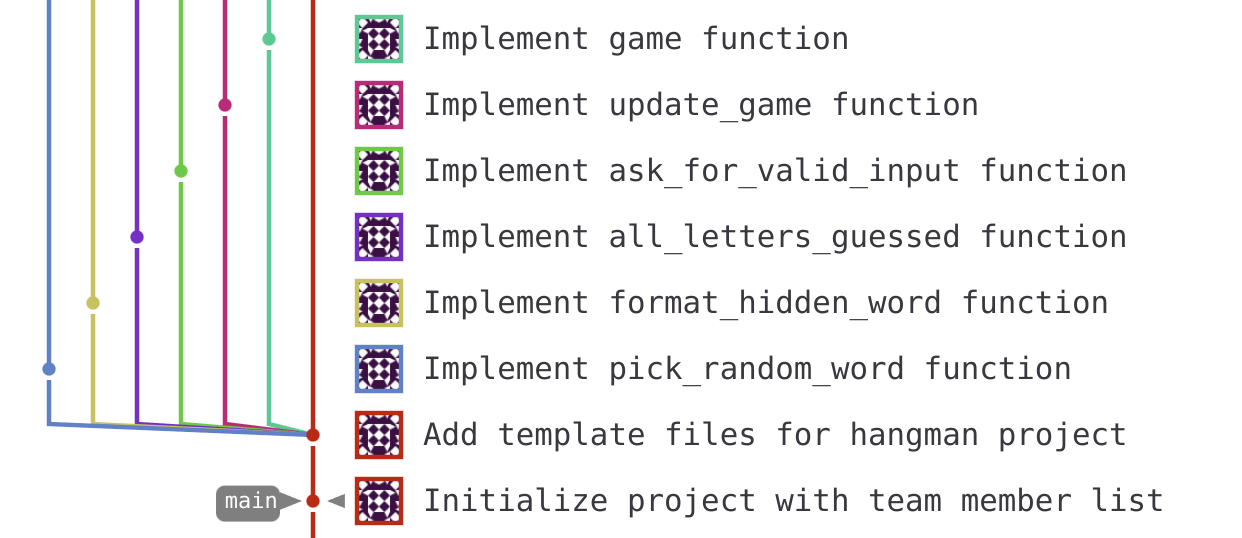 Implement game function
Implement update_game function
Implement ask_for_valid_input function
Implement all_letters_guessed function
Implement format_hidden_word function
Implement pick_random_word function
Add template files for hangman project
main Initialize project with team member list